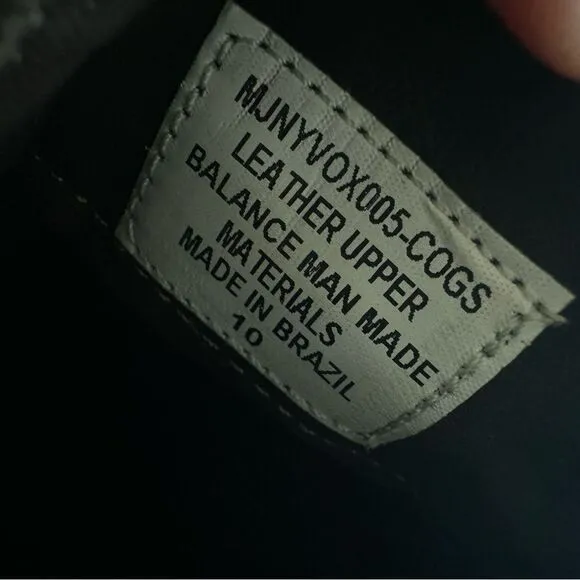 MJNYVOX005-COGS
LEATHER UPPER
BALANCE MAN MADE
MATERIALS
MADE IN BRAZIL
10